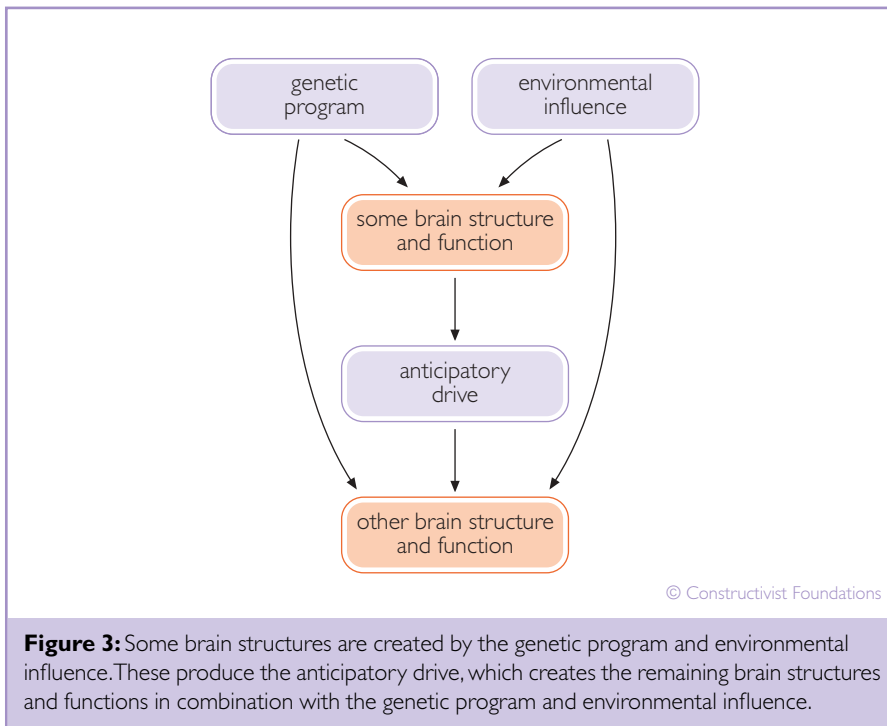 genetic
program
environmental
influence
some brain structure
and function
anticipatory
drive
other brain structure
and function
© Constructivist Foundations
Figure 3: Some brain structures are created by the genetic program and environmental
influence. These produce the anticipatory drive, which creates the remaining brain structures
and functions in combination with the genetic program and environmental influence.